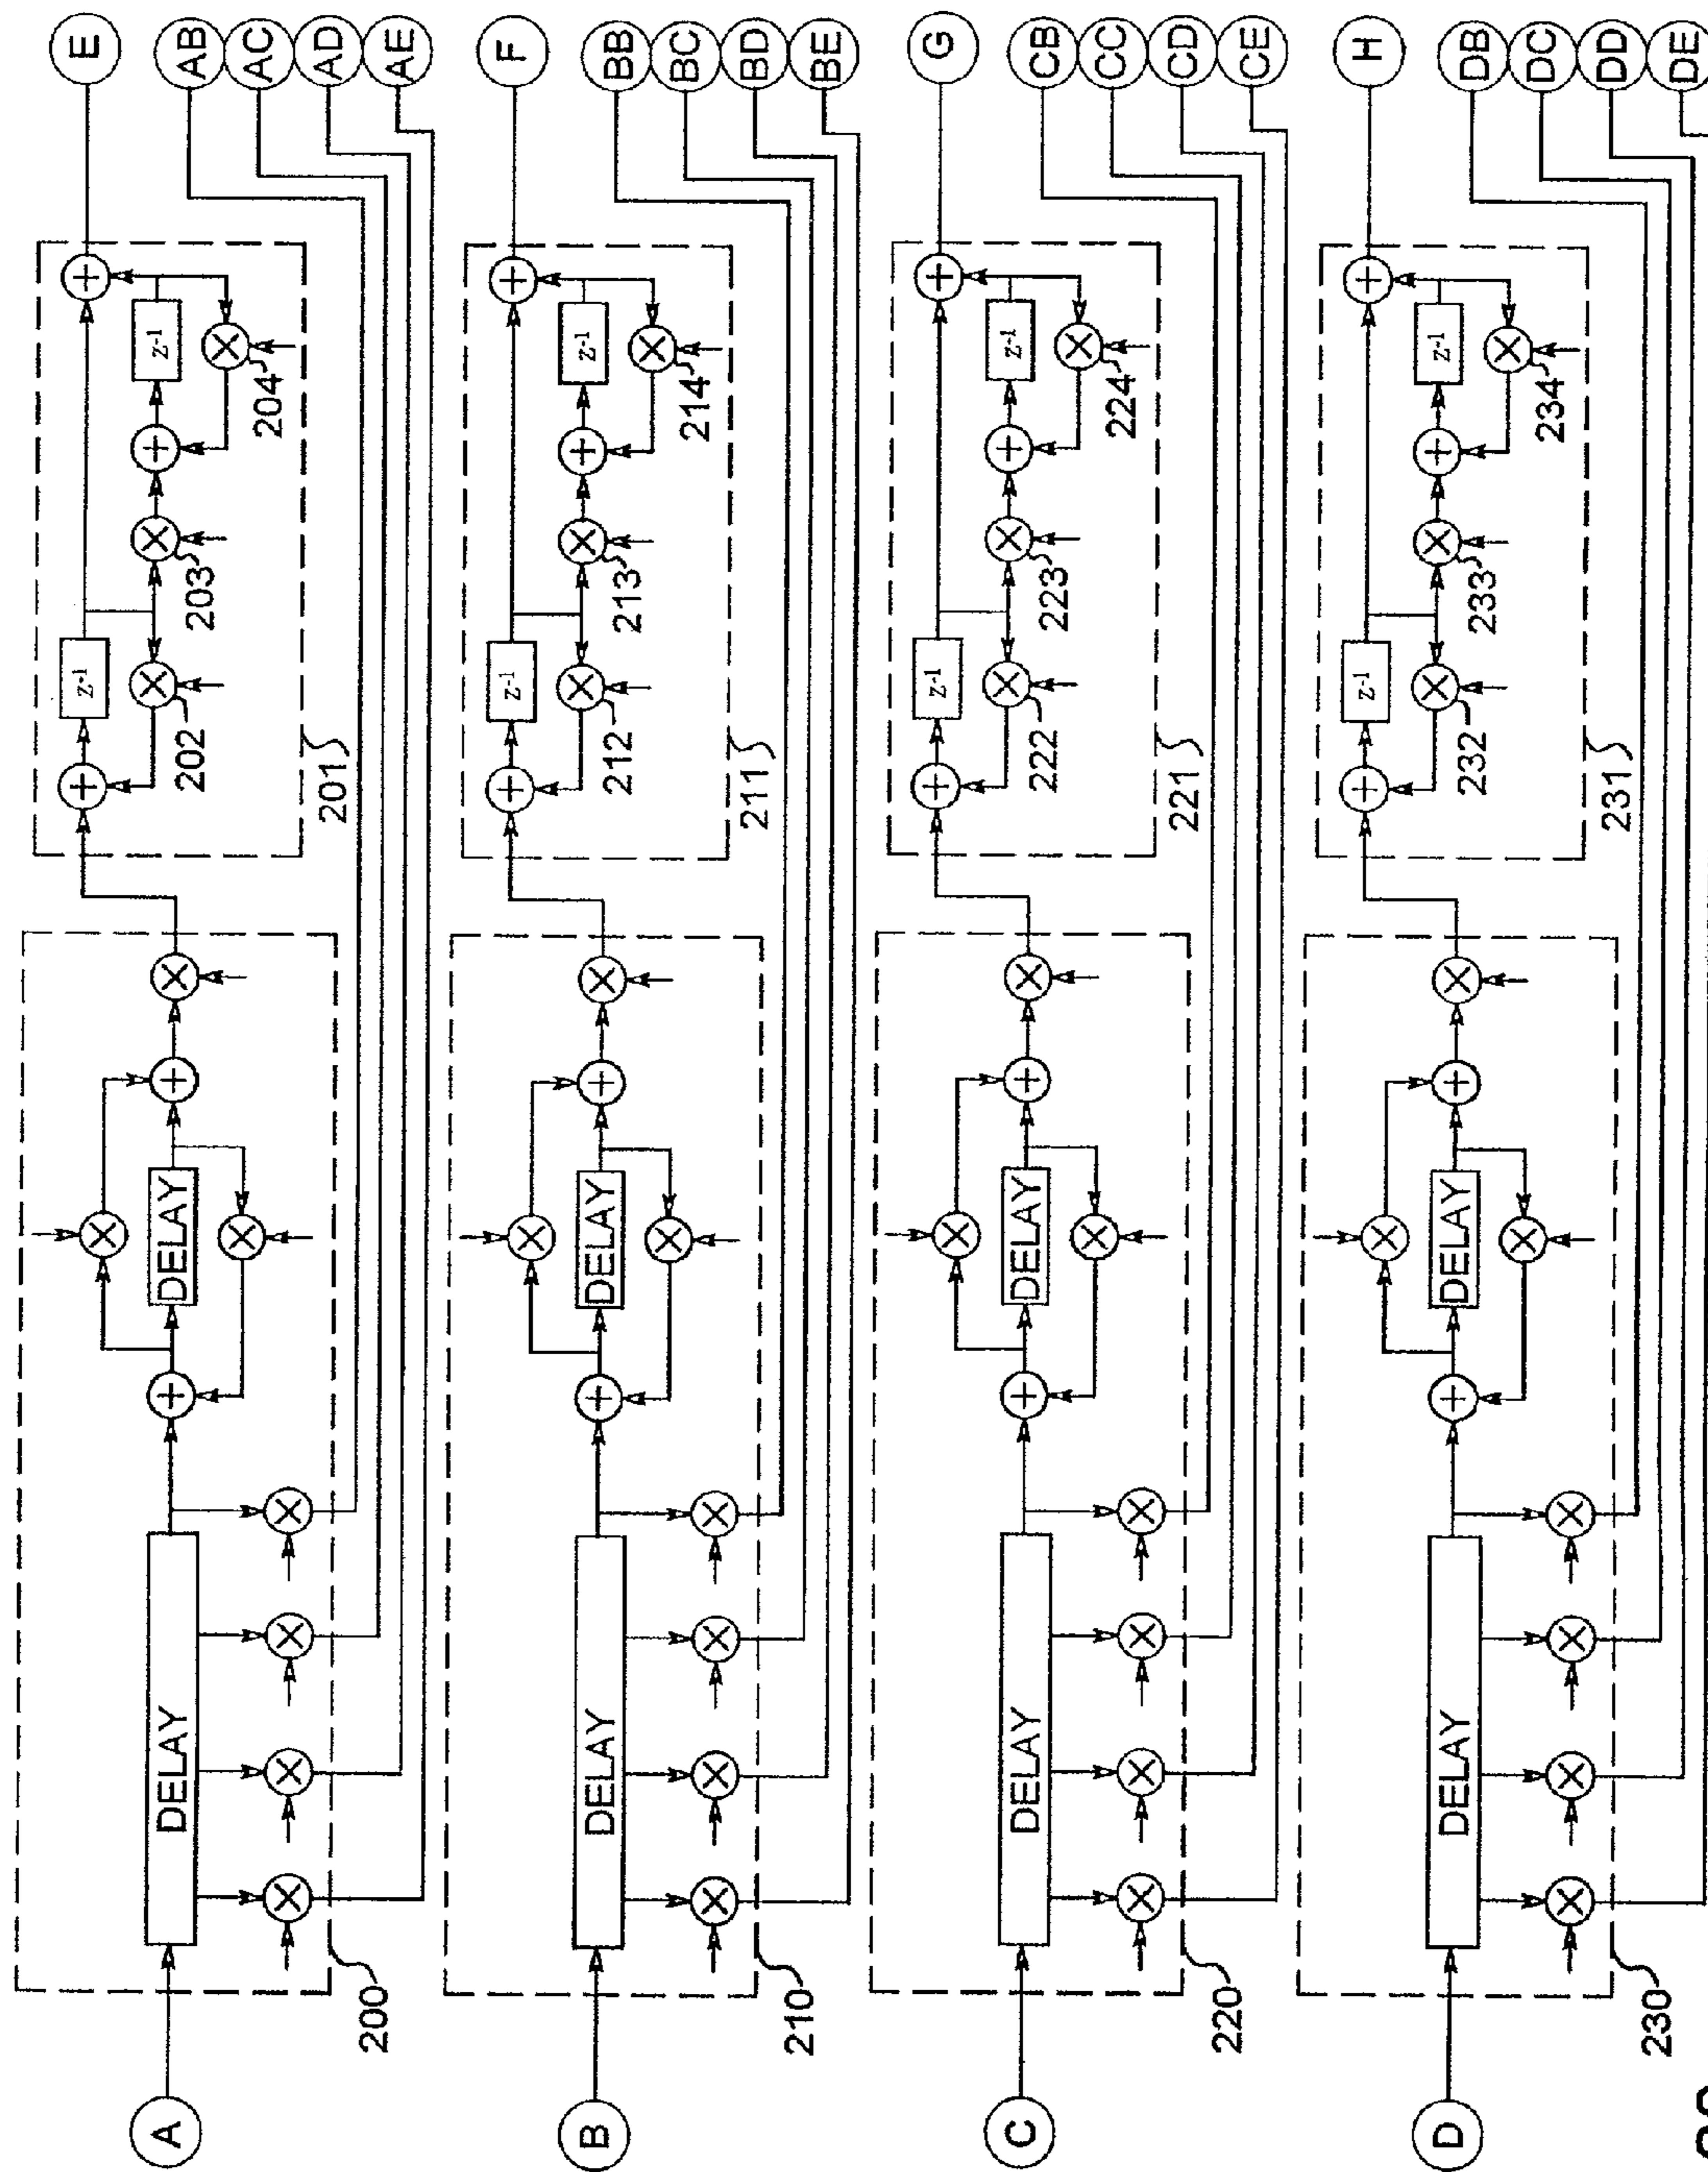 A
DELAY
DELAY
200
z-1
z-1
202
203
204
201
E
AB
AC
AD
AE
B
DELAY
DELAY
210
z-1
z-1
212
213
214
211
F
BB
BC
BD
BE
C
DELAY
DELAY
220
z-1
z-1
222
223
224
221
G
CB
CC
CD
CE
D
DELAY
DELAY
230
z-1
z-1
232
233
234
231
H
DB
DC
DD
DE